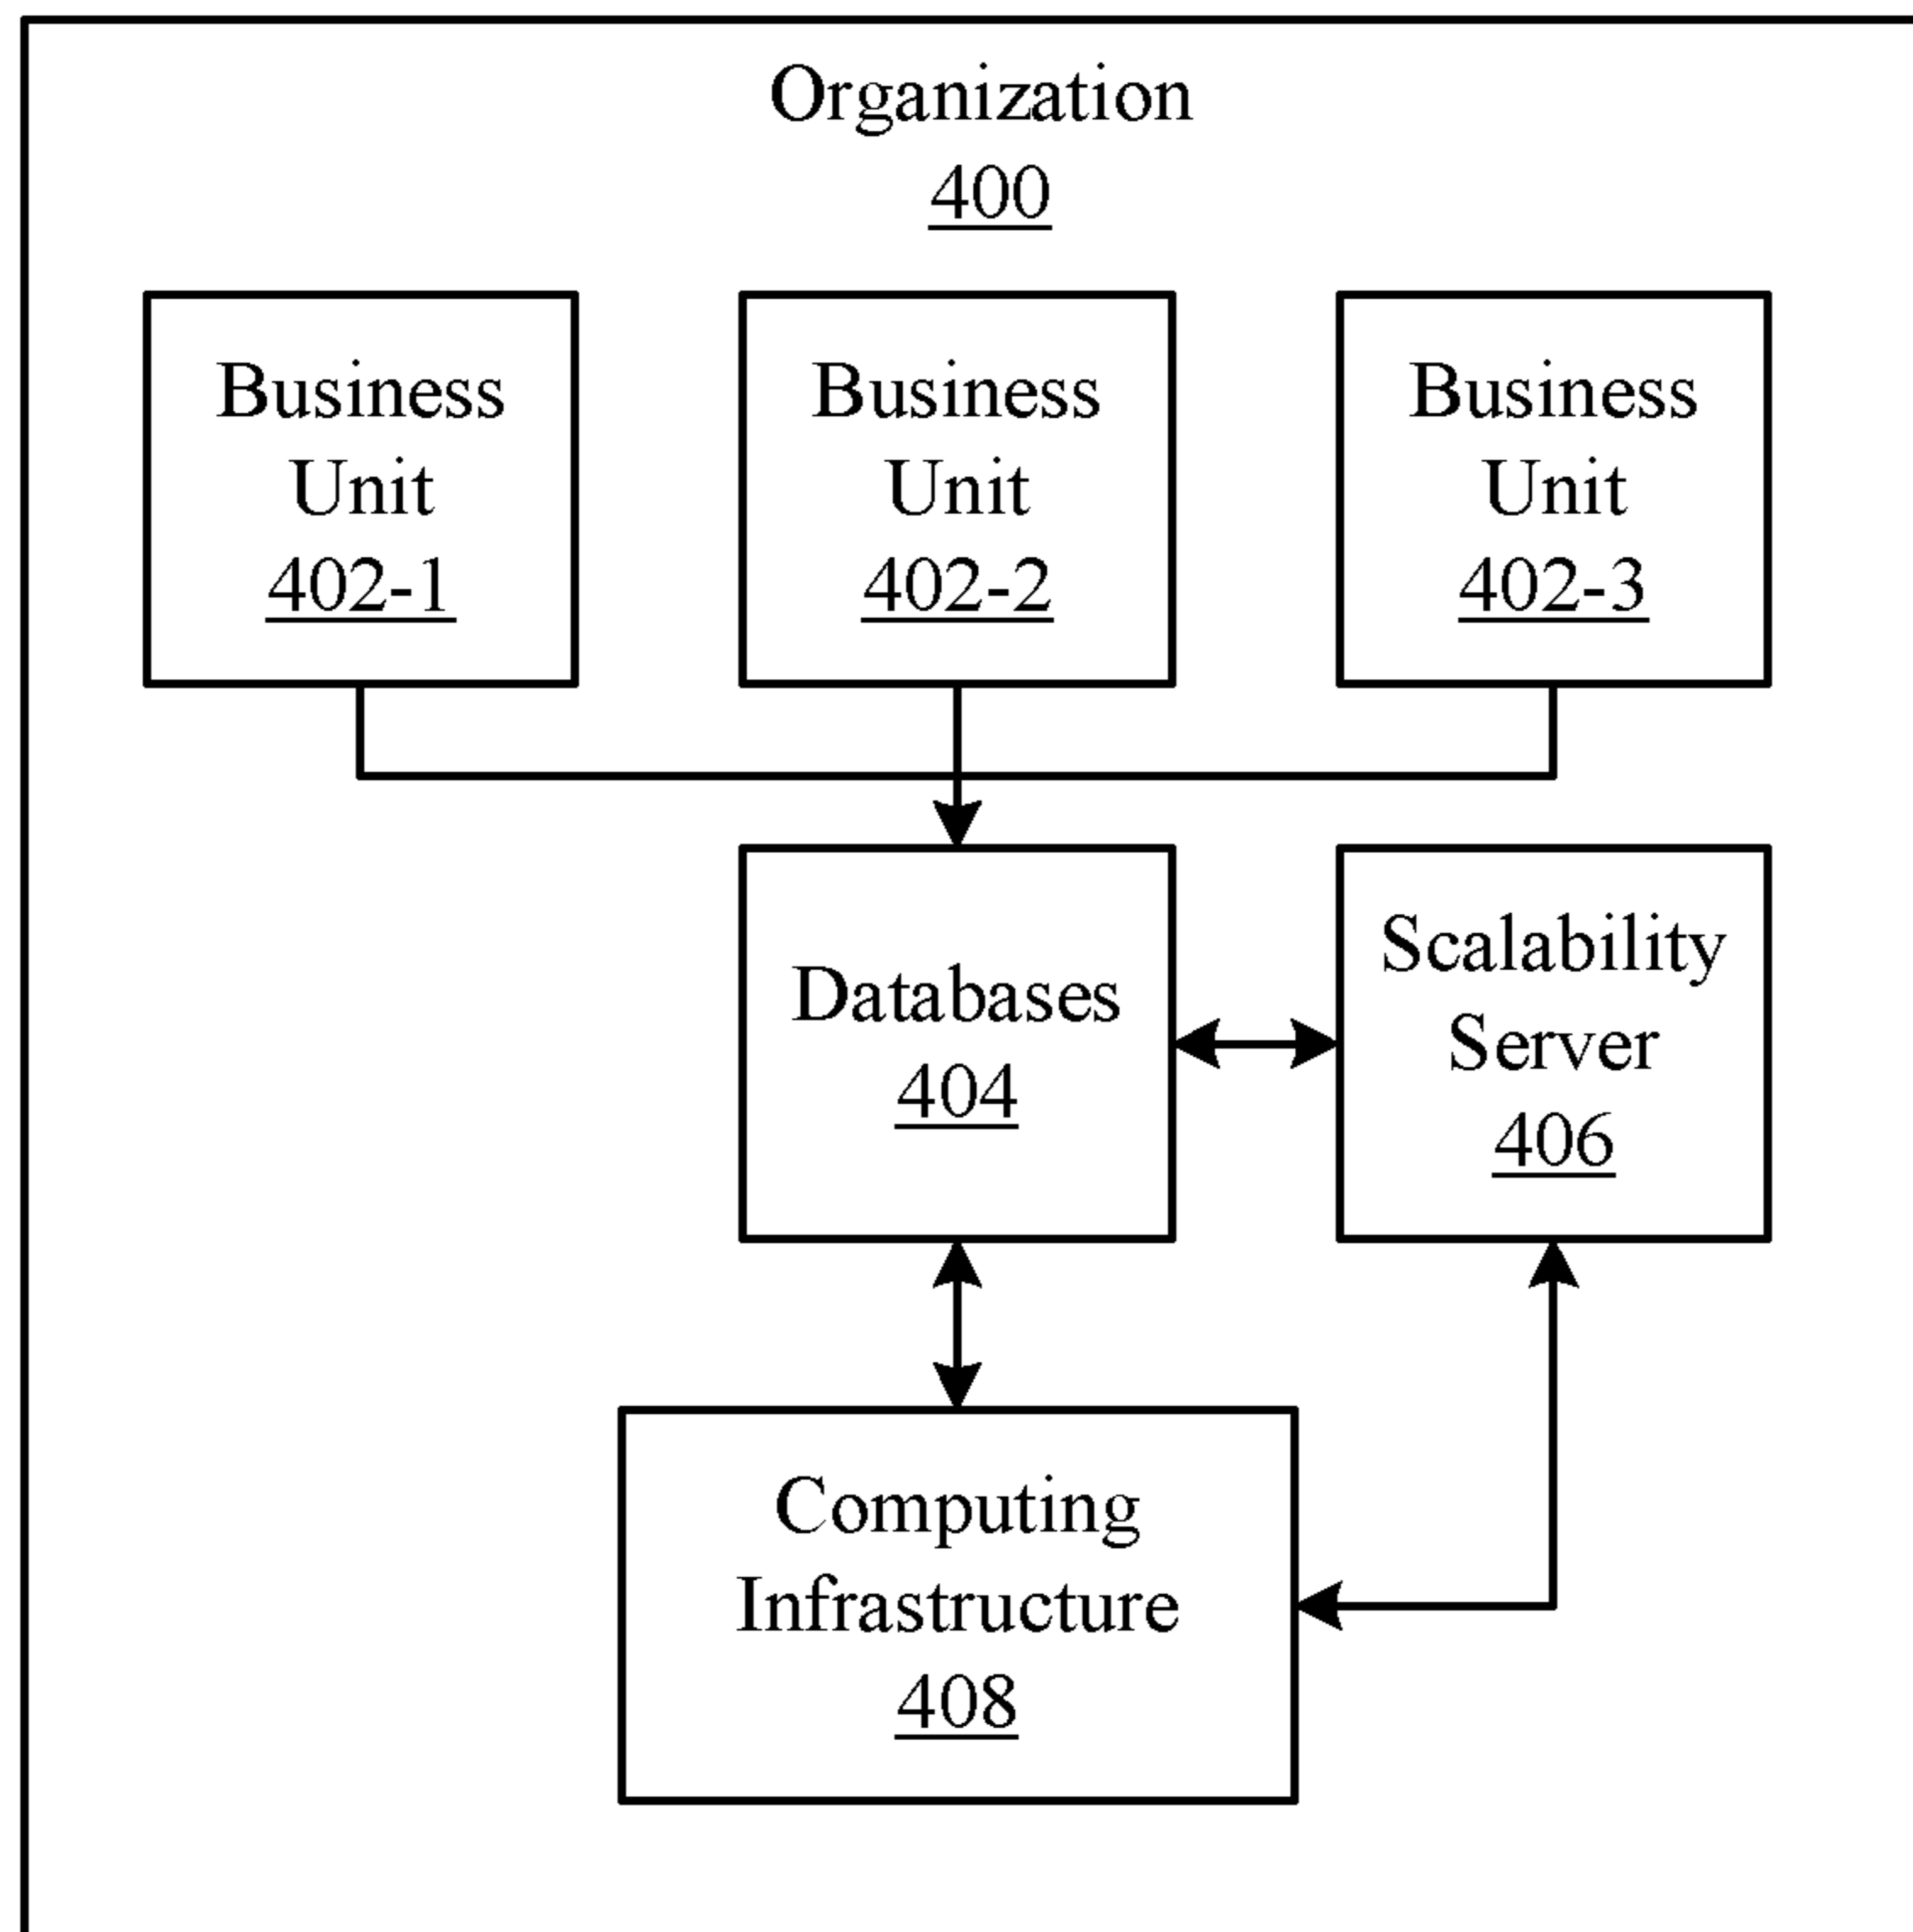 Organization
400
Business
Unit
402-1
Business
Unit
402-2
Business
Unit
402-3
Databases
404
Scalability
Server
406
Computing
Infrastructure
408